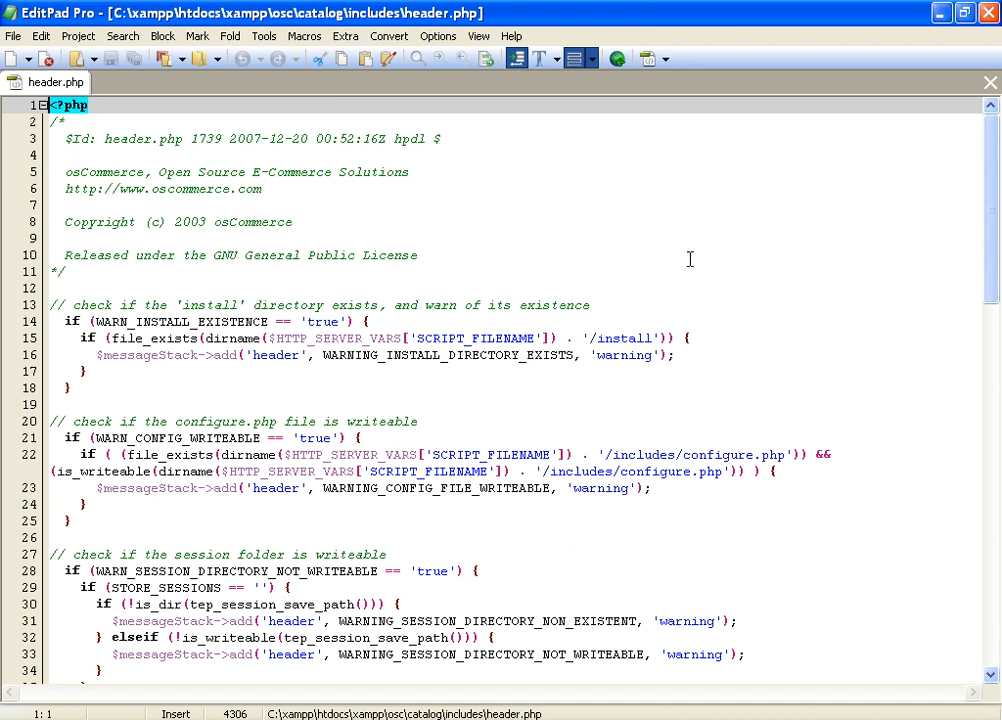 EditPad Pro - [C:\xampp\htdocs\xampp\osc\catalog\includes\header.php]
File Edit Project Search Block Mark Fold Tools Macros Extra Convert Options View Help
header.php
1 <?php
2 /*
3 $Id: header.php 1739 2007-12-20 00:52:16Z hpdl $
4
5 osCommerce, Open Source E-Commerce Solutions
6 http://www.oscommerce.com
7
8 Copyright (c) 2003 osCommerce
9
10 Released under the GNU General Public License
11 */
12
13 // check if the 'install' directory exists, and warn of its existence
14 if (WARN_INSTALL_EXISTENCE == 'true') {
15 if (file_exists(dirname($HTTP_SERVER_VARS['SCRIPT_FILENAME']) . '/install')) {
16 $messageStack->add('header', WARNING_INSTALL_DIRECTORY_EXISTS, 'warning');
17 }
18 }
19
20 // check if the configure.php file is writeable
21 if (WARN_CONFIG_WRITEABLE == 'true') {
22 if ( (file_exists(dirname($HTTP_SERVER_VARS['SCRIPT_FILENAME']) . '/includes/configure.php')) &&
(is_writeable(dirname($HTTP_SERVER_VARS['SCRIPT_FILENAME']) . '/includes/configure.php')) ) {
23 $messageStack->add('header', WARNING_CONFIG_FILE_WRITEABLE, 'warning');
24 }
25 }
26
27 // check if the session folder is writeable
28 if (WARN_SESSION_DIRECTORY_NOT_WRITEABLE == 'true') {
29 if (STORE_SESSIONS == '') {
30 if (!is_dir(tep_session_save_path())) {
31 $messageStack->add('header', WARNING_SESSION_DIRECTORY_NON_EXISTENT, 'warning');
32 } elseif (!is_writeable(tep_session_save_path())) {
33 $messageStack->add('header', WARNING_SESSION_DIRECTORY_NOT_WRITEABLE, 'warning');
34 }
1: 1 Insert 4306 C:\xampp\htdocs\xampp\osc\catalog\includes\header.php